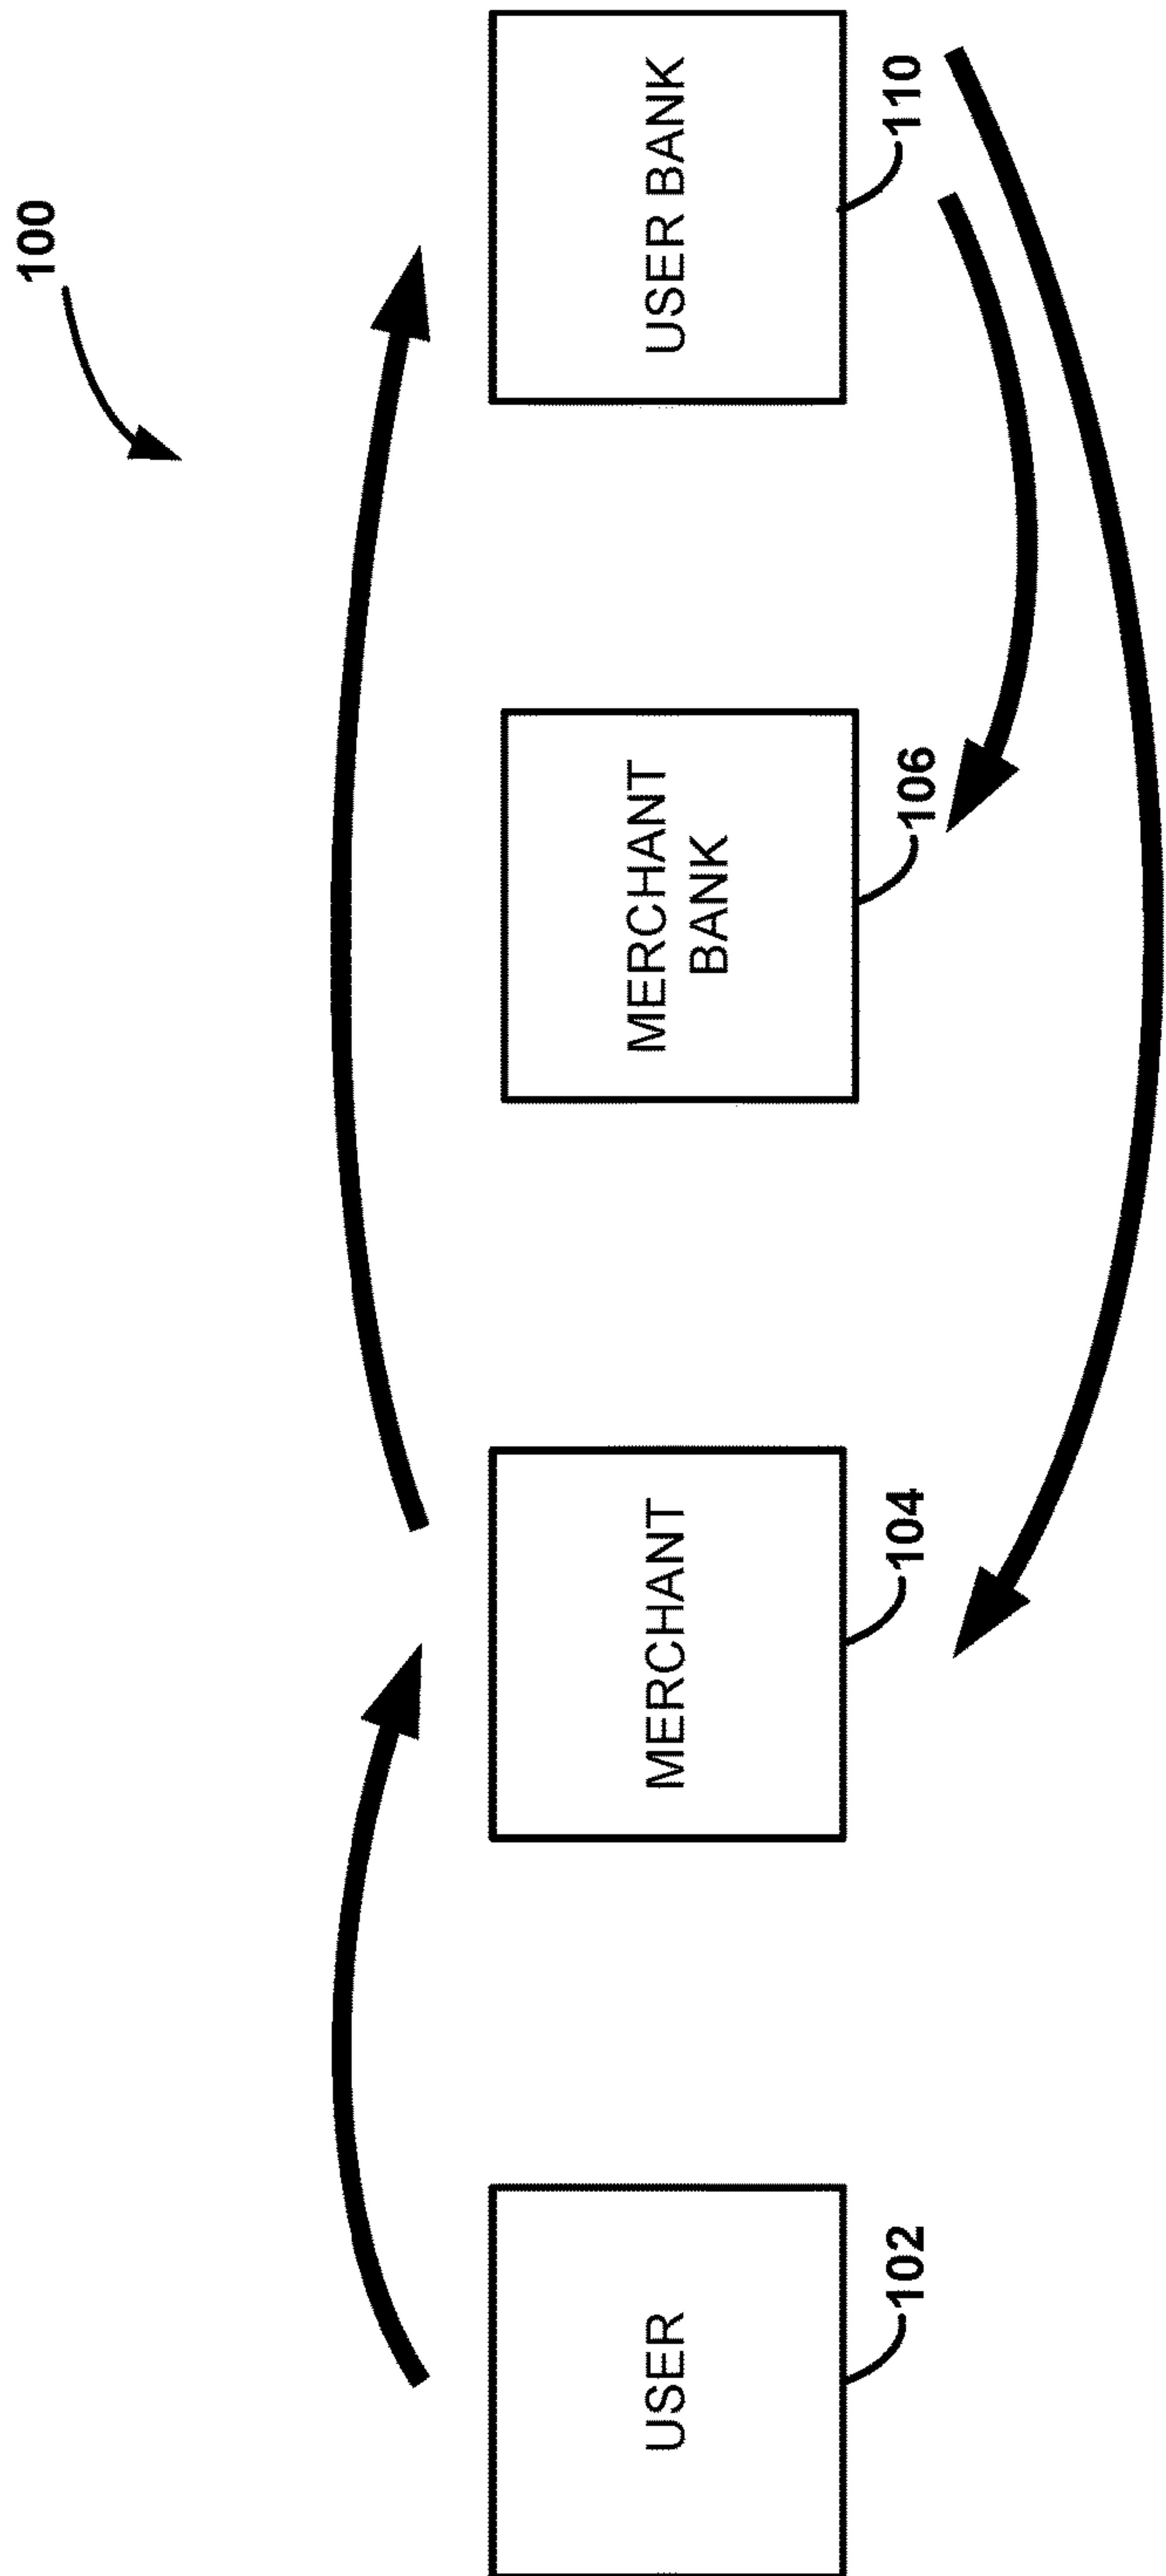 100
USER
102
MERCHANT
104
MERCHANT
BANK
106
USER BANK
110